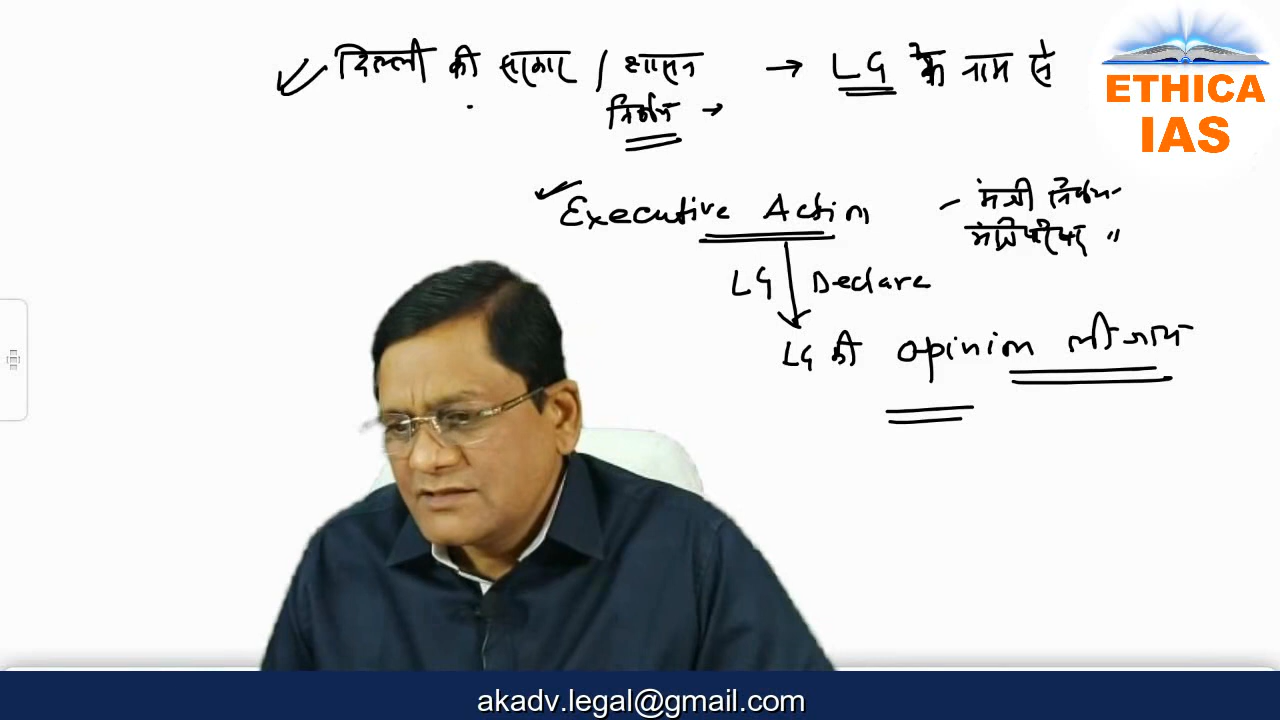 दिल्ली की सरकार / शासन → LG के नाम से
निर्णय →
ETHICA
IAS
Executive Action - मंत्री निर्णय
मंत्रिपरिषद "
LG Declare
LG की opinion ली जाय
akadv.legal@gmail.com